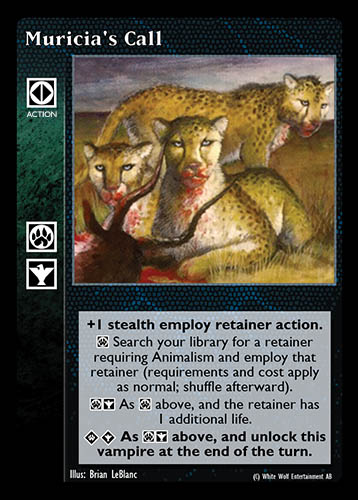 Muricia's Call
ACTION
+1 stealth employ retainer action.
Search your library for a retainer
requiring Animalism and employ that
retainer (requirements and cost apply
as normal; shuffle afterward).
As above, and the retainer has
1 additional life.
As above, and unlock this
vampire at the end of the turn.
Illus: Brian LeBlanc
(C) White Wolf Entertainment AB